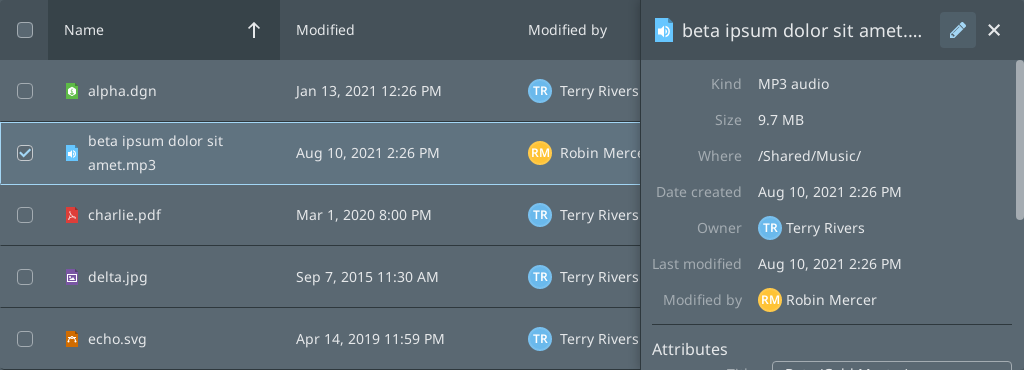 Name Modified Modified by
alpha.dgn Jan 13, 2021 12:26 PM TR Terry Rivers
beta ipsum dolor sit
amet.mp3 Aug 10, 2021 2:26 PM RM Robin
charlie.pdf Mar 1, 2020 8:00 PM TR Terry Rivers
delta.jpg Sep 7, 2015 11:30 AM TR Terry Rivers
echo.svg Apr 14, 2019 11:59 PM TR Terry Rivers
beta ipsum dolor sit amet....
Kind MP3 audio
Size 9.7 MB
Where /Shared/Music/
Date created Aug 10, 2021 2:26 PM
Owner TR Terry Rivers
Last modified Aug 10, 2021 2:26 PM
Modified by RM Robin Mercer
Attributes